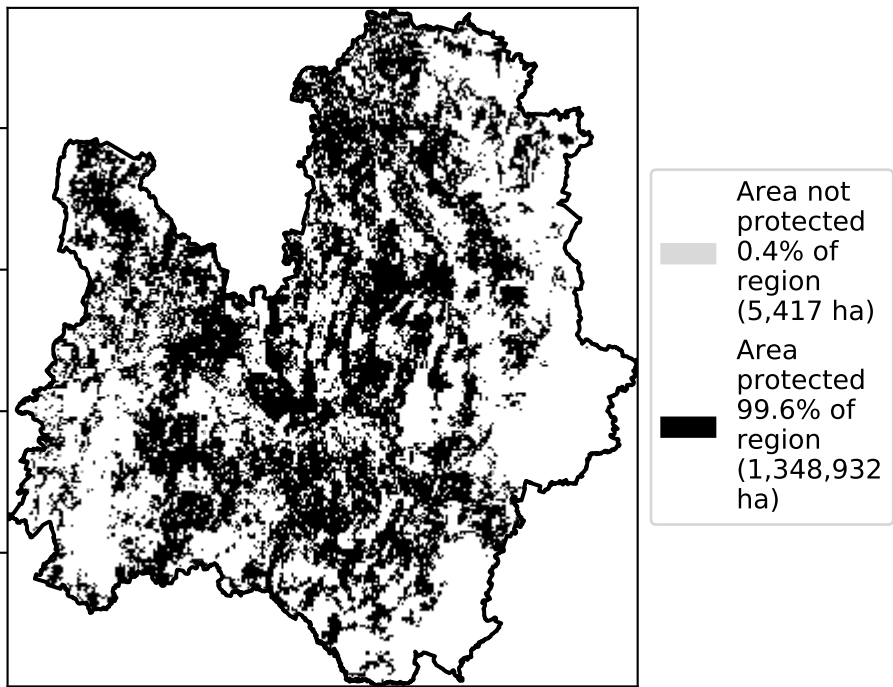 Area not
protected
0.4% of
region
(5,417 ha)
Area
protected
99.6% of
region
(1,348,932
ha)